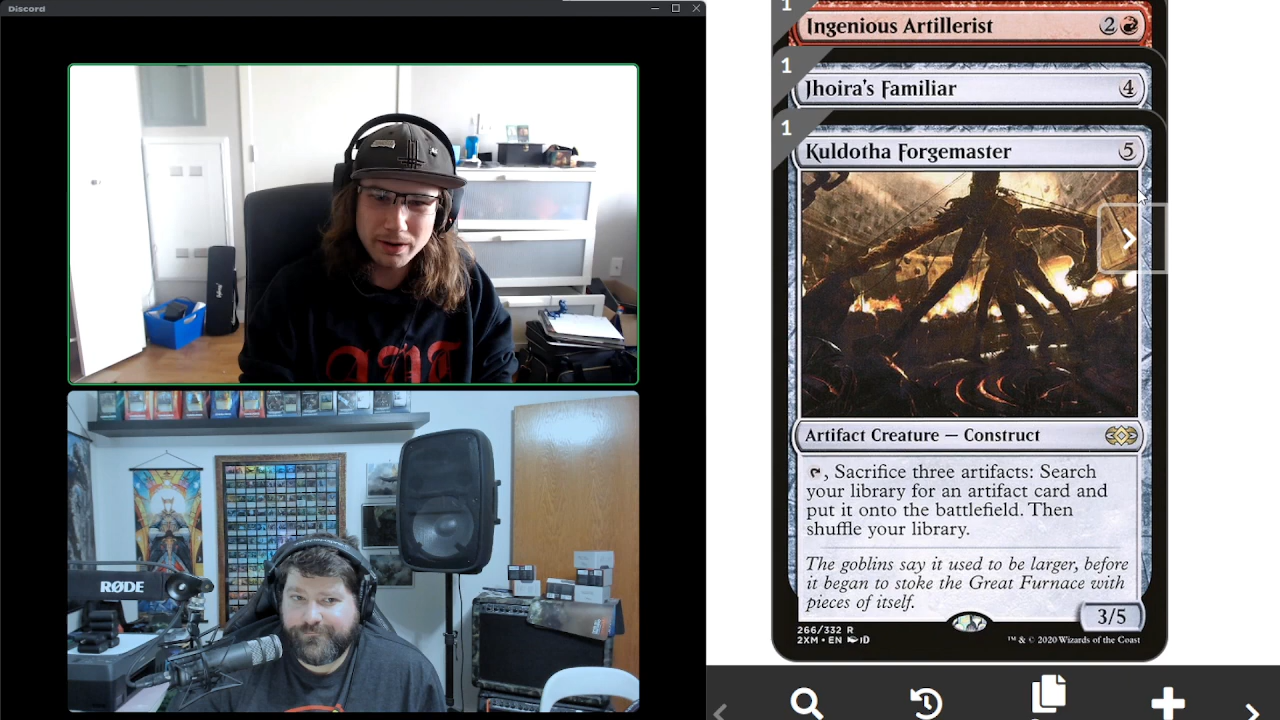 Discord
RØDE
1
Ingenious Artillerist 2
1
Jhoira's Familiar 4
1
Kuldotha Forgemaster 5
Artifact Creature — Construct
, Sacrifice three artifacts: Search
your library for an artifact card and
put it onto the battlefield. Then
shuffle your library.
The goblins say it used to be larger, before
it began to stoke the Great Furnace with
pieces of itself.
3/5
266/332 R
2XM • EN ID
™ & © 2020 Wizards of the Coast